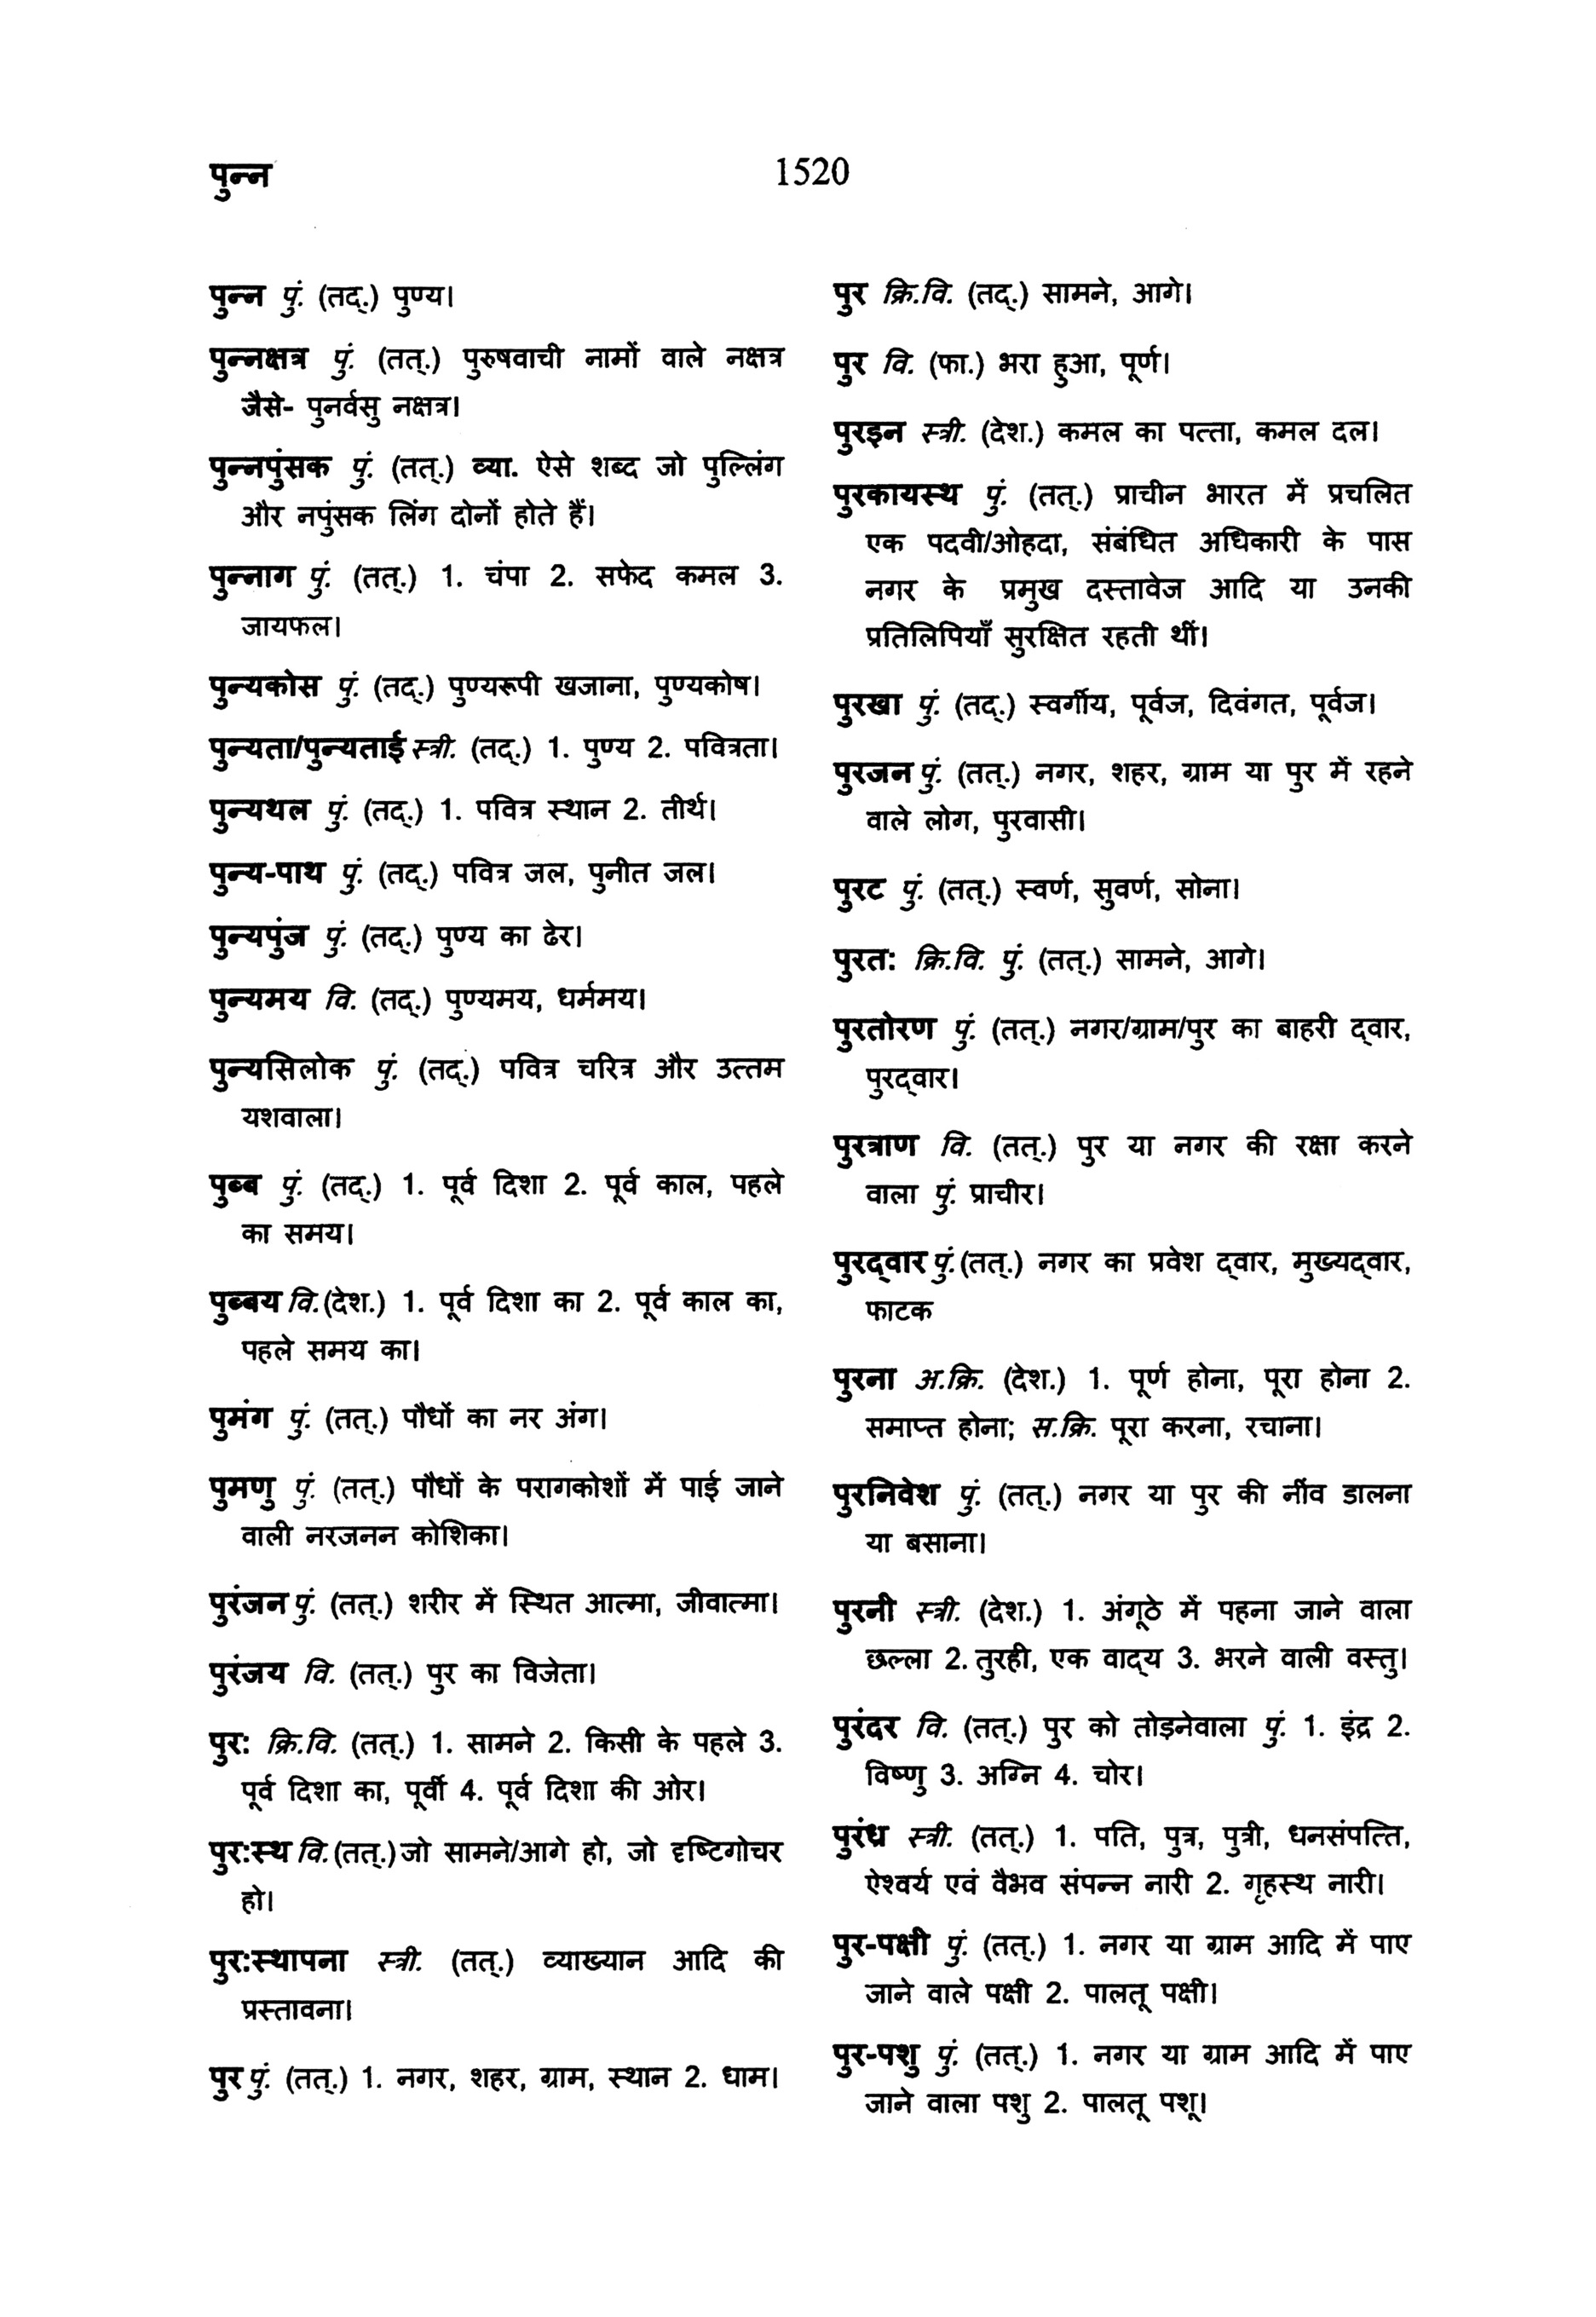 पुन्न
1520
पुन्न पुं. (तद्.) पुण्य।
पुन्नक्षत्र पुं. (तत्.) पुरुषवाची नामों वाले नक्षत्र
जैसे- पुनर्वसु नक्षत्र।
पुन्नपुंसक पुं. (तत्.) व्या. ऐसे शब्द जो पुल्लिंग
और नपुंसक लिंग दोनों होते हैं।
पुन्नाग पुं. (तत्.) 1. चंपा 2. सफेद कमल 3.
जायफल।
पुन्यकोस पुं. (तद्.) पुण्यरूपी खजाना, पुण्यकोष।
पुन्यता/पुन्यताई स्त्री. (तद्.) 1. पुण्य 2. पवित्रता।
पुन्यथल पुं. (तद्.) 1. पवित्र स्थान 2. तीर्थ।
पुन्य-पाथ पुं. (तद्.) पवित्र जल, पुनीत जल।
पुन्यपुंज पुं. (तद्.) पुण्य का ढेर।
पुन्यमय वि. (तद्.) पुण्यमय, धर्ममय।
पुन्यसिलोक पुं. (तद्.) पवित्र चरित्र और उत्तम
यशवाला।
पुब्ब पुं. (तद्.) 1. पूर्व दिशा 2. पूर्व काल, पहले
का समय।
पुब्बय वि.(देश.) 1. पूर्व दिशा का 2. पूर्व काल का,
पहले समय का।
पुमंग पुं. (तत्.) पौधों का नर अंग।
पुमणु पुं. (तत्.) पौधों के परागकोशों में पाई जाने
वाली नरजनन कोशिका।
पुरंजन पुं. (तत्.) शरीर में स्थित आत्मा, जीवात्मा।
पुरंजय वि. (तत्.) पुर का विजेता।
पुर: क्रि.वि. (तत्.) 1. सामने 2. किसी के पहले 3.
पूर्व दिशा का, पूर्वी 4. पूर्व दिशा की ओर।
पुर:स्थ वि.(तत्.)जो सामने/आगे हो, जो दृष्टिगोचर
हो।
पुर:स्थापना स्त्री. (तत्.) व्याख्यान आदि की
प्रस्तावना।
पुर पुं. (तत्.) 1. नगर, शहर, ग्राम, स्थान 2. धाम।
पुर क्रि.वि. (तद्.) सामने, आगे।
पुर वि. (फा.) भरा हुआ, पूर्ण।
पुरइन स्त्री. (देश.) कमल का पत्ता, कमल दल।
पुरकायस्थ पुं. (तत्.) प्राचीन भारत में प्रचलित
एक पदवी/ओहदा, संबंधित अधिकारी के पास
नगर के प्रमुख दस्तावेज आदि या उनकी
प्रतिलिपियाँ सुरक्षित रहती थीं।
पुरखा पुं. (तद्.) स्वर्गीय, पूर्वज, दिवंगत, पूर्वज।
पुरजन पुं. (तत्.) नगर, शहर, ग्राम या पुर में रहने
वाले लोग, पुरवासी।
पुरट पुं. (तत्.) स्वर्ण, सुवर्ण, सोना।
पुरत: क्रि.वि. पुं. (तत्.) सामने, आगे।
पुरतोरण पुं. (तत्.) नगर/ग्राम/पुर का बाहरी द्‌वार,
पुरद्‌वार।
पुरत्राण वि. (तत्.) पुर या नगर की रक्षा करने
वाला पुं. प्राचीर।
पुरद्‌वार पुं.(तत्.) नगर का प्रवेश द्‌वार, मुख्यद्‌वार,
फाटक
पुरना अ.क्रि. (देश.) 1. पूर्ण होना, पूरा होना 2.
समाप्त होना; स.क्रि. पूरा करना, रचाना।
पुरनिवेश पुं. (तत्.) नगर या पुर की नींव डालना
या बसाना।
पुरनी स्त्री. (देश.) 1. अंगूठे में पहना जाने वाला
छल्ला 2. तुरही, एक वाद्‌य 3. भरने वाली वस्तु।
पुरंदर वि. (तत्.) पुर को तोड़नेवाला पुं. 1. इंद्र 2.
विष्णु 3. अग्नि 4. चोर।
पुरंध्र स्त्री. (तत्.) 1. पति, पुत्र, पुत्री, धनसंपत्ति,
ऐश्वर्य एवं वैभव संपन्न नारी 2. गृहस्थ नारी।
पुर-पक्षी पुं. (तत्.) 1. नगर या ग्राम आदि में पाए
जाने वाले पक्षी 2. पालतू पक्षी।
पुर-पशु पुं. (तत्.) 1. नगर या ग्राम आदि में पाए
जाने वाला पशु 2. पालतू पशू।